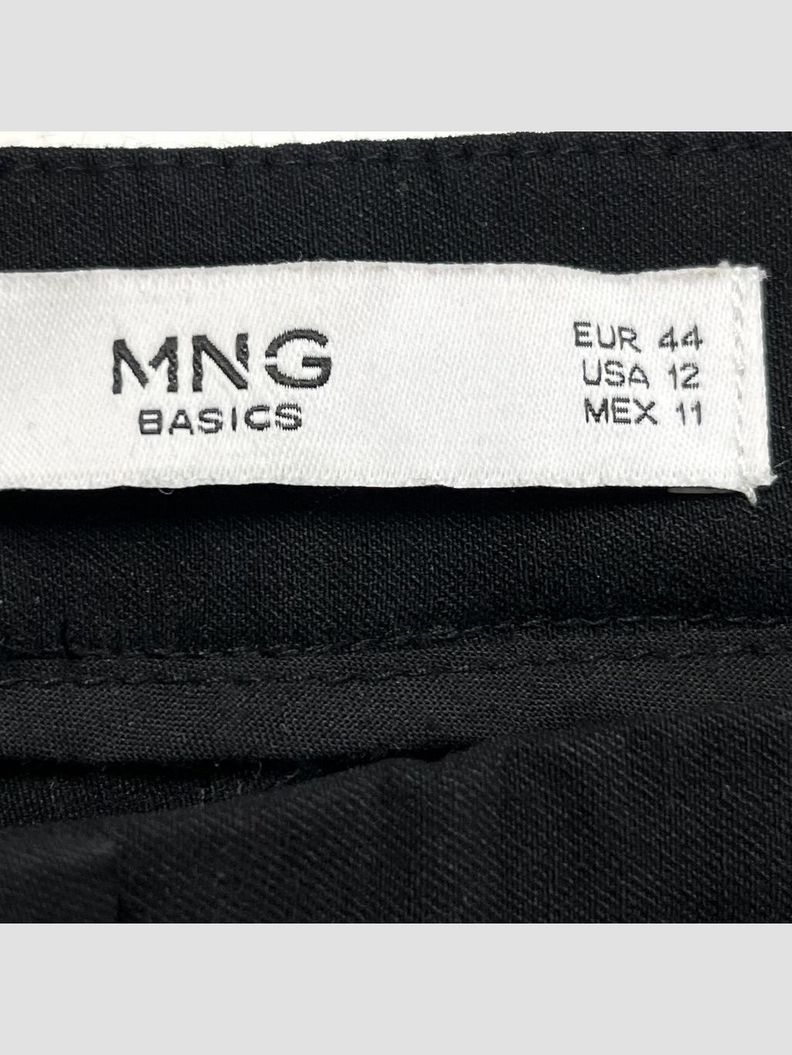 MNG
BASICS
EUR 44
USA 12
MEX 11